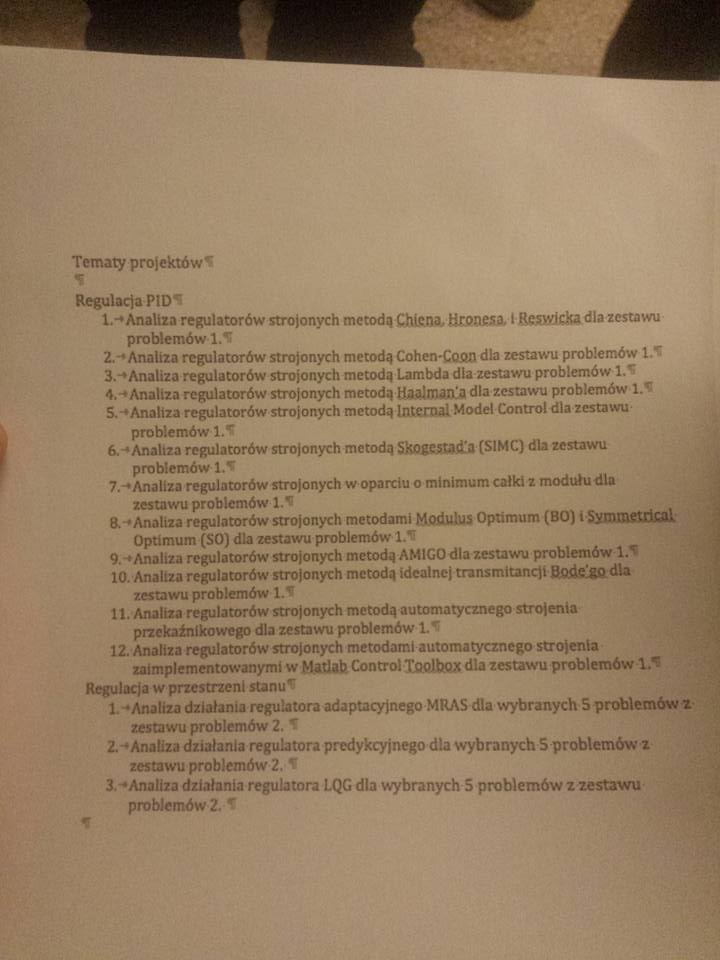 Tematy projektów¶
¶
Regulacja PID¶
1.→Analiza regulatorów strojonych metodą Chiena, Hronesa, i Reswicka dla zestawu
problemów 1.¶
2.→Analiza regulatorów strojonych metodą Cohen-Coon dla zestawu problemów 1.¶
3.→Analiza regulatorów strojonych metodą Lambda dla zestawu problemów 1.¶
4.→Analiza regulatorów strojonych metodą Haalman'a dla zestawu problemów 1.¶
5.→Analiza regulatorów strojonych metodą Internal Model Control dla zestawu
problemów 1.¶
6.→Analiza regulatorów strojonych metodą Skogestad'a (SIMC) dla zestawu
problemów 1.¶
7.→Analiza regulatorów strojonych w oparciu o minimum całki z modułu dla
zestawu problemów 1.¶
8.→Analiza regulatorów strojonych metodami Modulus Optimum (BO) i Symmetrical
Optimum (SO) dla zestawu problemów 1.¶
9.→Analiza regulatorów strojonych metodą AMIGO dla zestawu problemów 1.¶
10. Analiza regulatorów strojonych metodą idealnej transmitancji Bode'go dla
zestawu problemów 1.¶
11. Analiza regulatorów strojonych metodą automatycznego strojenia
przekaźnikowego dla zestawu problemów 1.¶
12. Analiza regulatorów strojonych metodami automatycznego strojenia
zaimplementowanymi w Matlab Control Toolbox dla zestawu problemów 1.¶
Regulacja w przestrzeni stanu¶
1.→Analiza działania regulatora adaptacyjnego MRAS dla wybranych 5 problemów z
zestawu problemów 2. ¶
2.→Analiza działania regulatora predykcyjnego dla wybranych 5 problemów z
zestawu problemów 2. ¶
3.→Analiza działania regulatora LQG dla wybranych 5 problemów z zestawu
problemów 2. ¶
¶